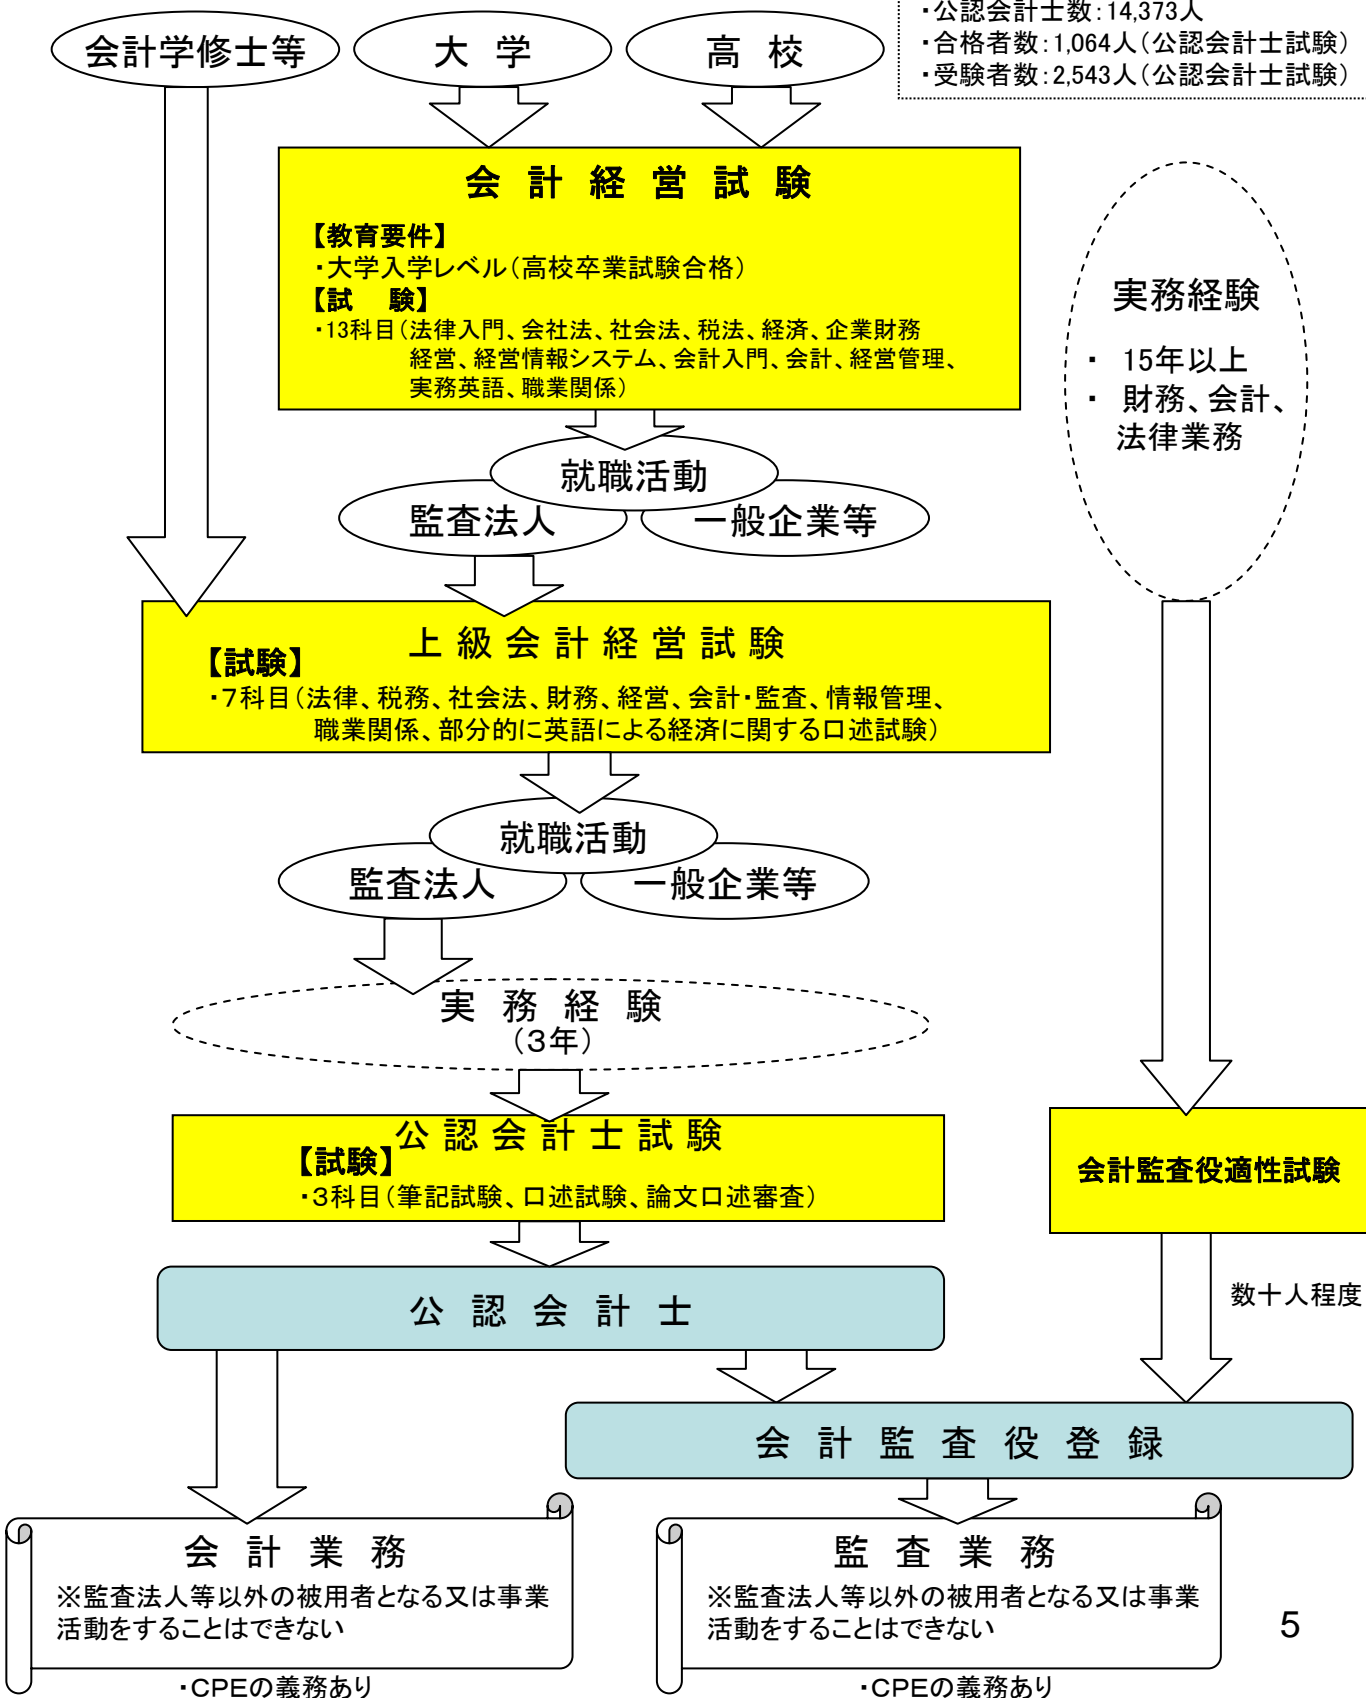 ・公認会計士数：14,373人
・合格者数：1,064人（公認会計士試験）
・受験者数：2,543人（公認会計士試験）
会計学修士等
大　学
高　校
会　計　経　営　試　験
【教育要件】
・大学入学レベル（高校卒業試験合格）
【試　験】
・13科目（法律入門、会社法、社会法、税法、経済、企業財務
経営、経営情報システム、会計入門、会計、経営管理、
実務英語、職業関係）
実務経験
・ 15年以上
・ 財務、会計、
法律業務
就職活動
監査法人
一般企業等
上 級 会 計 経 営 試 験
【試験】
・7科目（法律、税務、社会法、財務、経営、会計・監査、情報管理、
職業関係、部分的に英語による経済に関する口述試験）
就職活動
監査法人
一般企業等
実　務　経　験
（3年）
公 認 会 計 士 試 験
【試験】
・3科目（筆記試験、口述試験、論文口述審査）
会計監査役適性試験
公　認　会　計　士
数十人程度
会　計　監　査　役　登　録
会　計　業　務
※監査法人等以外の被用者となる又は事業
活動をすることはできない
・CPEの義務あり
監　査　業　務
※監査法人等以外の被用者となる又は事業
活動をすることはできない
・CPEの義務あり
5